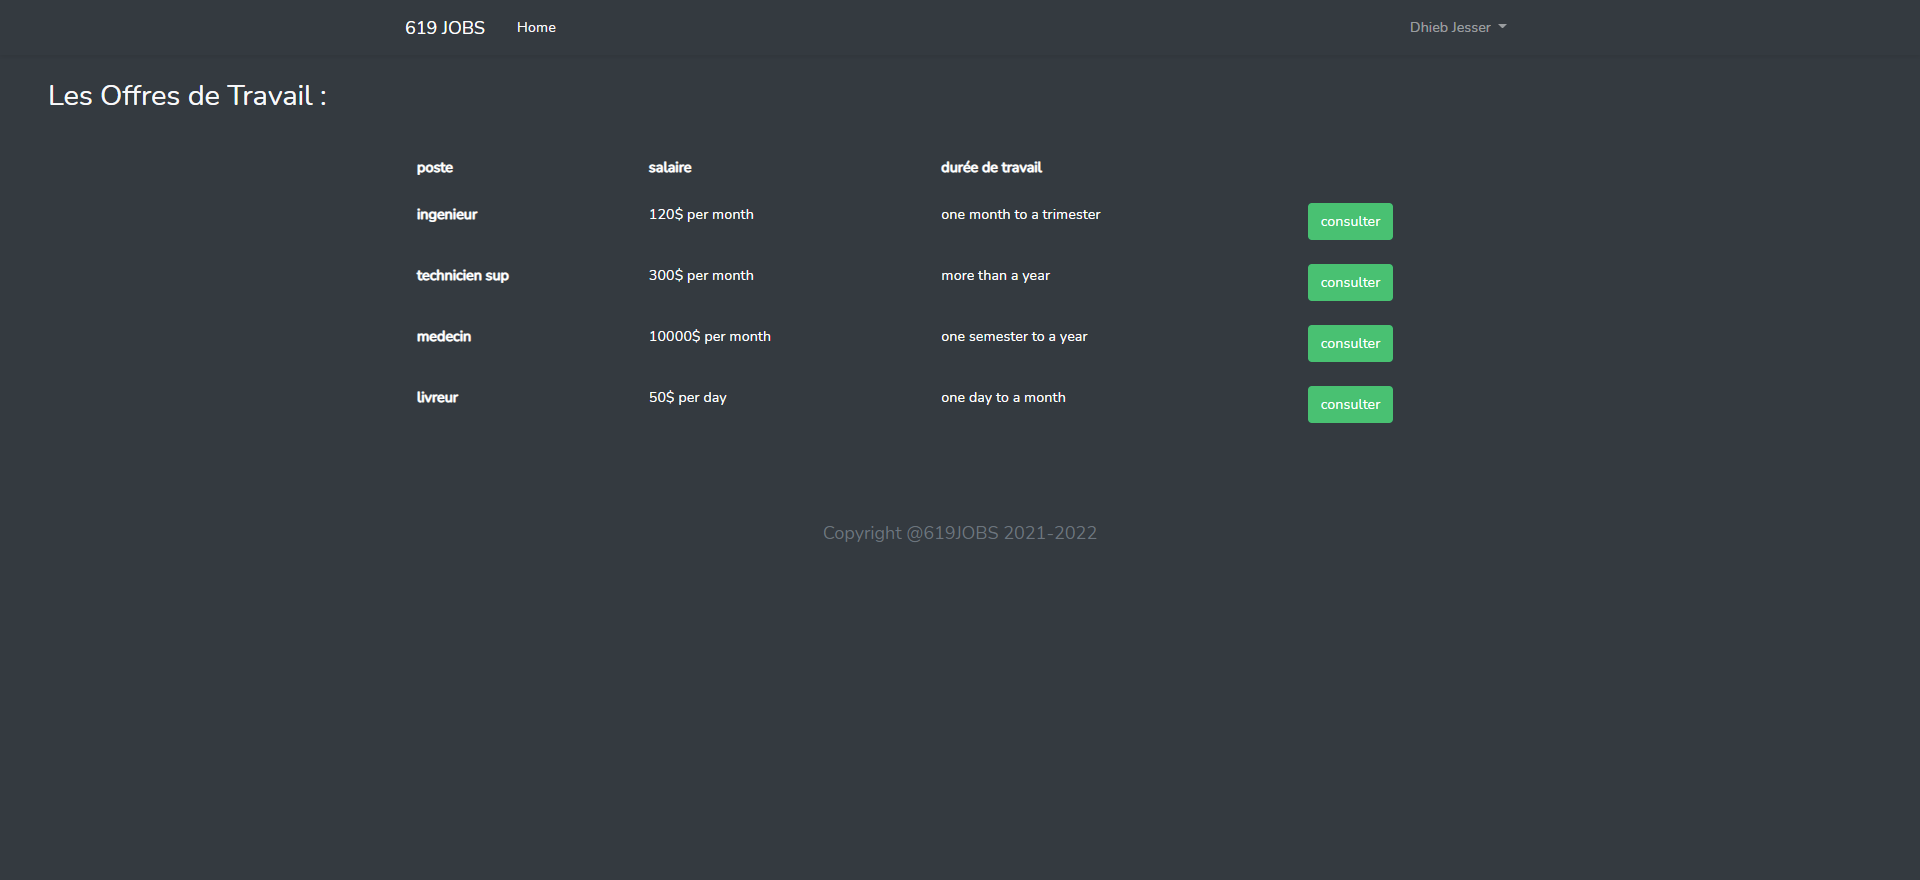 619 JOBS Home Dhieb Jesser
Les Offres de Travail :
poste salaire durée de travail
ingenieur 120$ per month one month to a trimester consulter
technicien sup 300$ per month more than a year consulter
medecin 10000$ per month one semester to a year consulter
livreur 50$ per day one day to a month consulter
Copyright @619JOBS 2021-2022